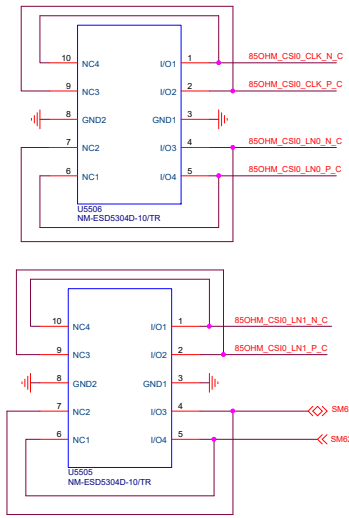 10 NC4 I/O1 1 85OHM_CSI0_CLK_N_C
9 NC3 I/O2 2 85OHM_CSI0_CLK_P_C
8 GND2 GND1 3
7 NC2 I/O3 4 85OHM_CSI0_LN0_N_C
6 NC1 I/O4 5 85OHM_CSI0_LN0_P_C
U5506
NM-ESD5304D-10/TR
10 NC4 I/O1 1 85OHM_CSI0_LN1_N_C
9 NC3 I/O2 2 85OHM_CSI0_LN1_P_C
8 GND2 GND1 3
7 NC2 I/O3 4 SM6
6 NC1 I/O4 5 SM62
U5505
NM-ESD5304D-10/TR